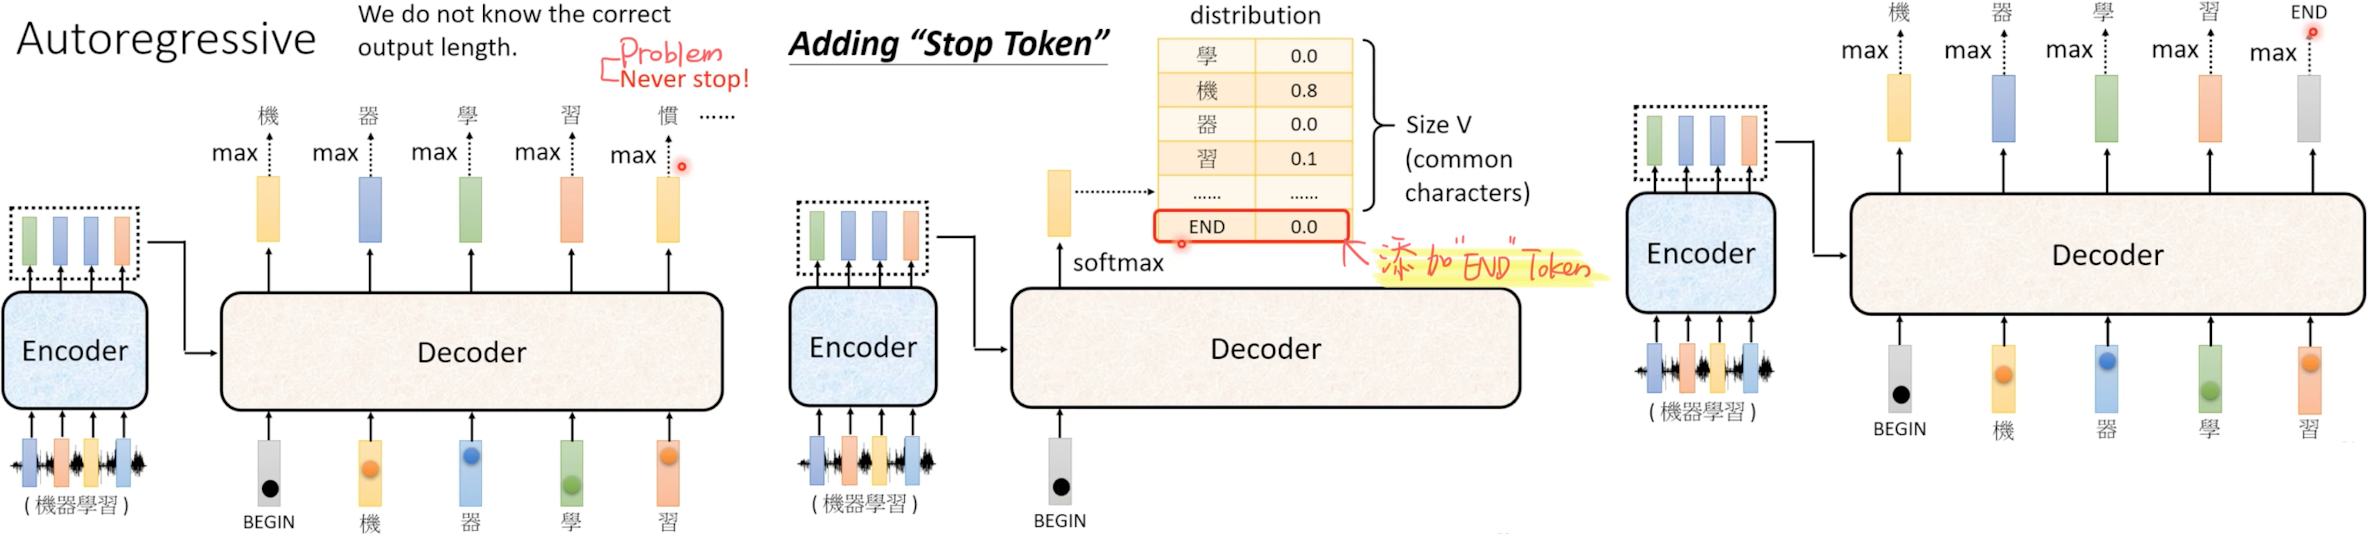 Autoregressive
We do not know the correct
output length.
Problem
Never stop!
機 器 學 習 慣 ......
max max max max max
Encoder
Decoder
(機器學習)
BEGIN 機 器 學 習
Adding “Stop Token”
distribution
學 0.0
機 0.8
器 0.0
習 0.1
...... ......
END 0.0
Size V
(common
characters)
添加"END" Token
softmax
Encoder
Decoder
(機器學習)
BEGIN
機 器 學 習 END
max max max max max
Encoder
Decoder
(機器學習)
BEGIN 機 器 學 習